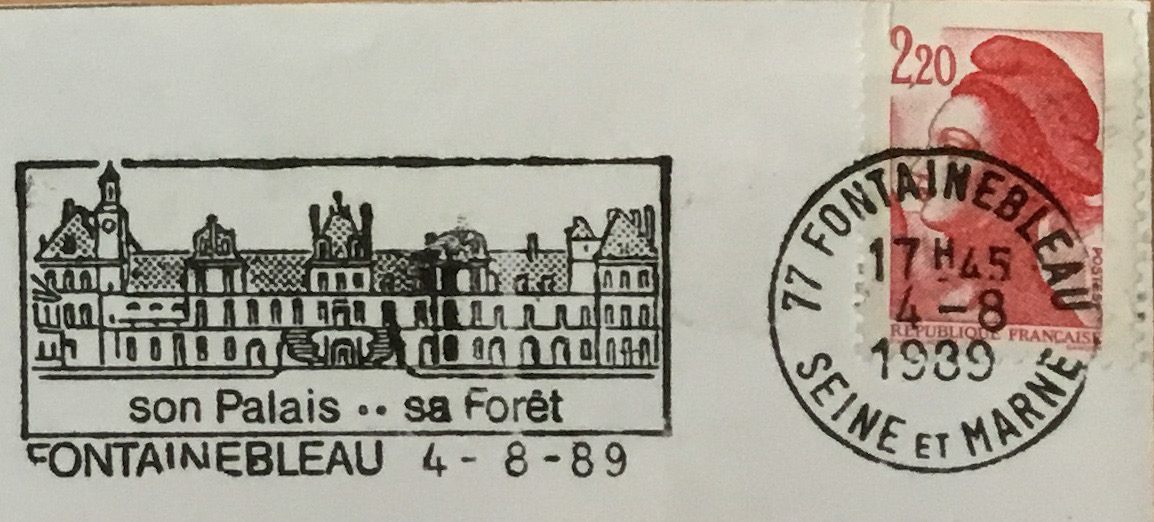 2,20
77 FONTAINEBLEAU
17H45
4-8
1989
SEINE ET MARNE
REPUBLIQUE FRANÇAISE
son Palais .. sa Forêt
FONTAINEBLEAU 4-8-89